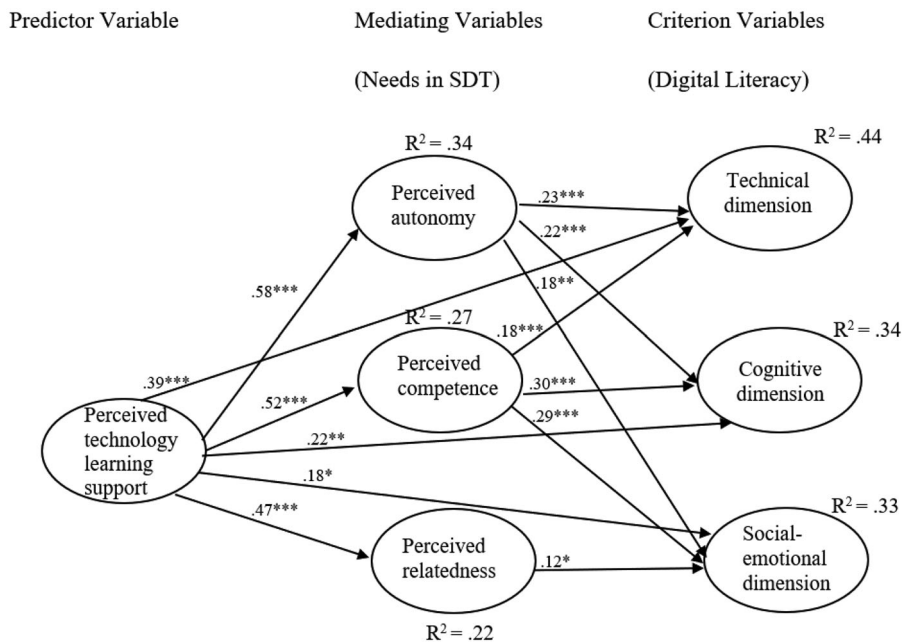 Predictor Variable
Mediating Variables
Criterion Variables
(Needs in SDT)
(Digital Literacy)
R² = .34
R² = .44
Perceived
autonomy
Technical
dimension
.23***
.22***
.18**
.58***
R² = .27
.18***
R² = .34
Perceived
competence
Cognitive
dimension
.39***
.52***
.30***
.29***
Perceived
technology
learning
support
.22**
.18*
.47***
R² = .33
Perceived
relatedness
.12*
Social-
emotional
dimension
R² = .22